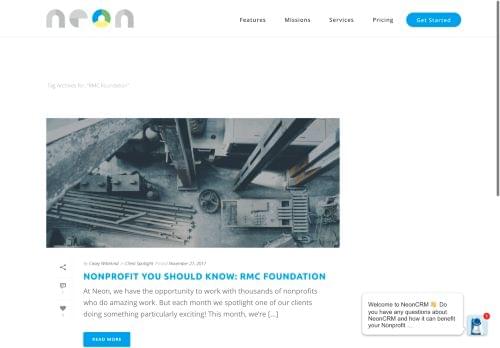 neon
Features Missions Services Pricing Get Started
Tag Archives for: "RMC Foundation"
by Casey Wibekind in Client Spotlight Posted November 27, 2017
NONPROFIT YOU SHOULD KNOW: RMC FOUNDATION
At Neon, we have the opportunity to work with thousands of nonprofits
who do amazing work. But each month we spotlight one of our clients
doing something particularly exciting! This month, we're [...]
READ MORE
Welcome to NeonCRM 👋 Do
you have any questions about
NeonCRM and how it can benefit
your Nonprofit ...
1